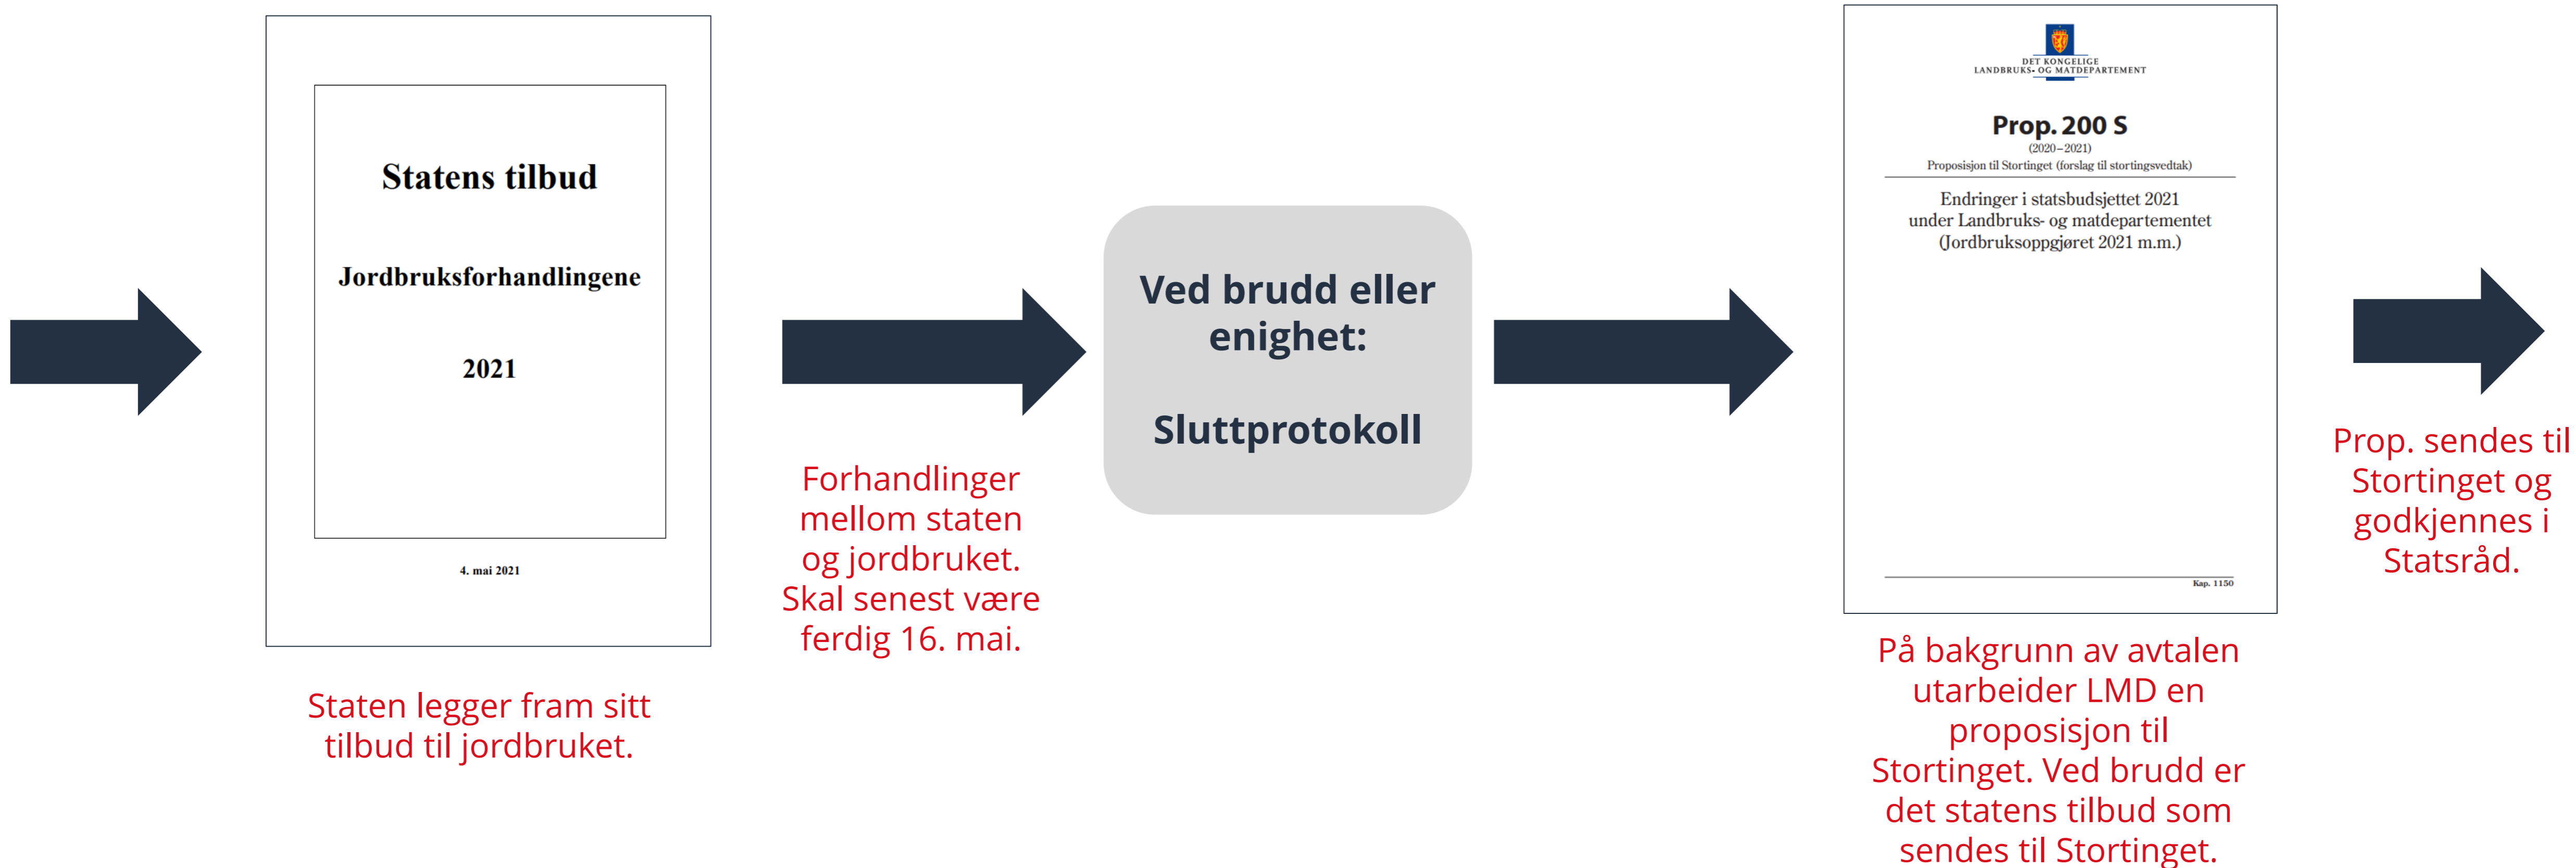 Statens tilbud
Jordbruksforhandlingene
2021
4. mai 2021
Staten legger fram sitt
tilbud til jordbruket.
Forhandlinger
mellom staten
og jordbruket.
Skal senest være
ferdig 16. mai.
Ved brudd eller
enighet:
Sluttprotokoll
DET KONGELIGE
LANDBRUKS- OG MATDEPARTEMENT
Prop. 200 S
(2020–2021)
Proposisjon til Stortinget (forslag til stortingsvedtak)
Endringer i statsbudsjettet 2021
under Landbruks- og matdepartementet
(Jordbruksoppgjøret 2021 m.m.)
Kap. 1150
På bakgrunn av avtalen
utarbeider LMD en
proposisjon til
Stortinget. Ved brudd er
det statens tilbud som
sendes til Stortinget.
Prop. sendes til
Stortinget og
godkjennes i
Statsråd.